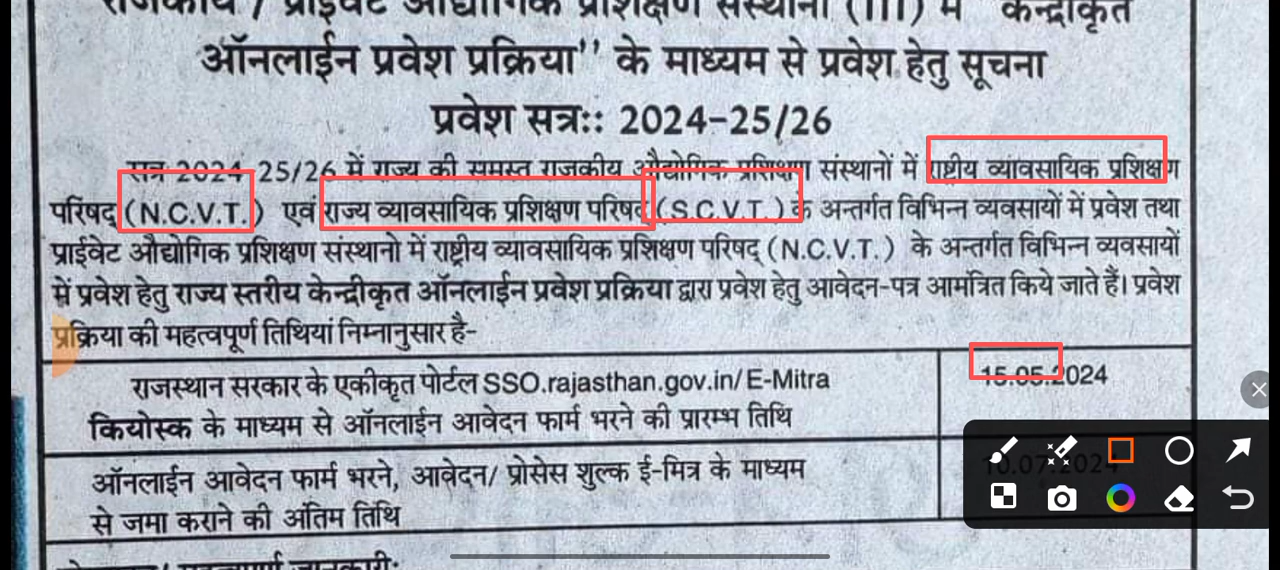 राजकीय / प्राईवेट औद्योगिक प्रशिक्षण संस्थानों (ITI) में "केन्द्रीकृत
ऑनलाईन प्रवेश प्रक्रिया'' के माध्यम से प्रवेश हेतु सूचना
प्रवेश सत्रः: 2024-25/26
सत्र 2024-25/26 में राज्य की समस्त राजकीय औद्योगिक प्रशिक्षण संस्थानों में राष्ट्रीय व्यावसायिक प्रशिक्षण
परिषद् (N.C.V.T.) एवं राज्य व्यावसायिक प्रशिक्षण परिषद (S.C.V.T.) के अन्तर्गत विभिन्न व्यवसायों में प्रवेश तथा
प्राईवेट औद्योगिक प्रशिक्षण संस्थानो में राष्ट्रीय व्यावसायिक प्रशिक्षण परिषद् (N.C.V.T.) के अन्तर्गत विभिन्न व्यवसायों
में प्रवेश हेतु राज्य स्तरीय केन्द्रीकृत ऑनलाईन प्रवेश प्रक्रिया द्वारा प्रवेश हेतु आवेदन-पत्र आमंत्रित किये जाते हैं। प्रवेश
प्रक्रिया की महत्वपूर्ण तिथियां निम्नानुसार है-
राजस्थान सरकार के एकीकृत पोर्टल SSO.rajasthan.gov.in/ E-Mitra
कियोस्क के माध्यम से ऑनलाईन आवेदन फार्म भरने की प्रारम्भ तिथि
15.05.2024
ऑनलाईन आवेदन फार्म भरने, आवेदन/ प्रोसेस शुल्क ई-मित्र के माध्यम
से जमा कराने की अंतिम तिथि
10.07.2024